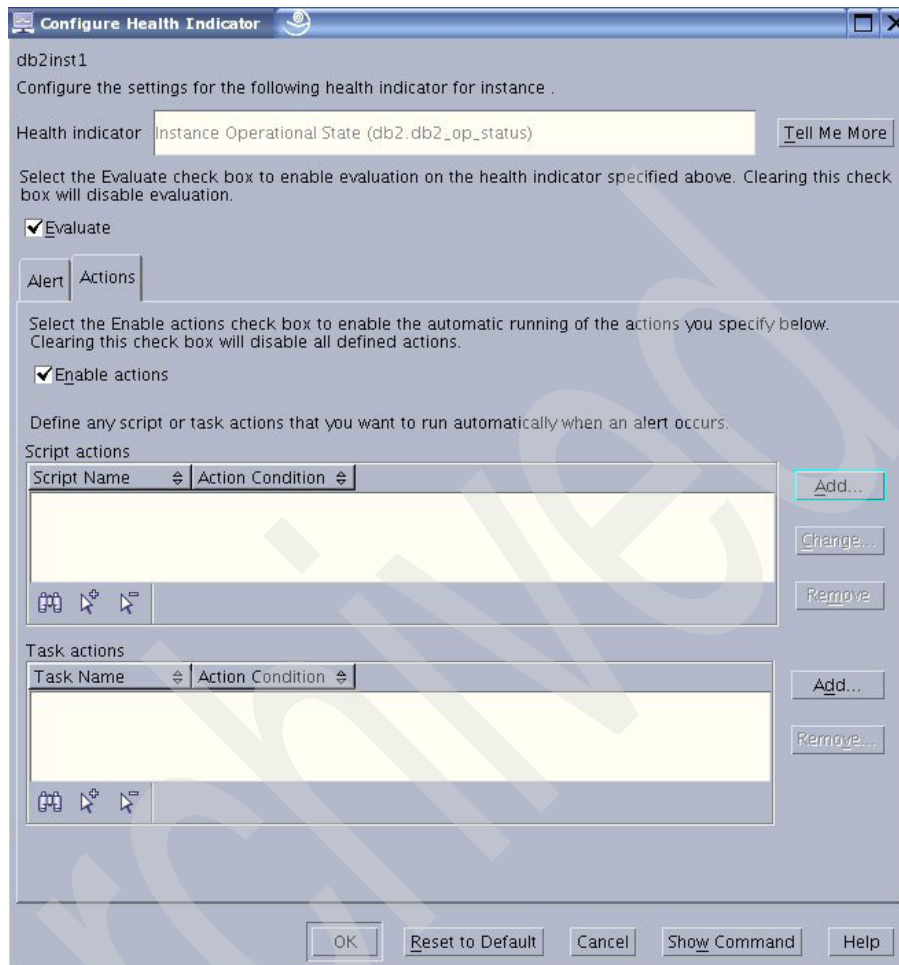 Configure Health Indicator
db2inst1
Configure the settings for the following health indicator for instance .
Health indicator Instance Operational State (db2.db2_op_status) Tell Me More
Select the Evaluate check box to enable evaluation on the health indicator specified above. Clearing this check
box will disable evaluation.
Evaluate
Alert Actions
Select the Enable actions check box to enable the automatic running of the actions you specify below.
Clearing this check box will disable all defined actions.
Enable actions
Define any script or task actions that you want to run automatically when an alert occurs.
Script actions
Script Name Action Condition Add...
Change...
Remove
Task actions
Task Name Action Condition Add...
Remove...
OK Reset to Default Cancel Show Command Help
rchived